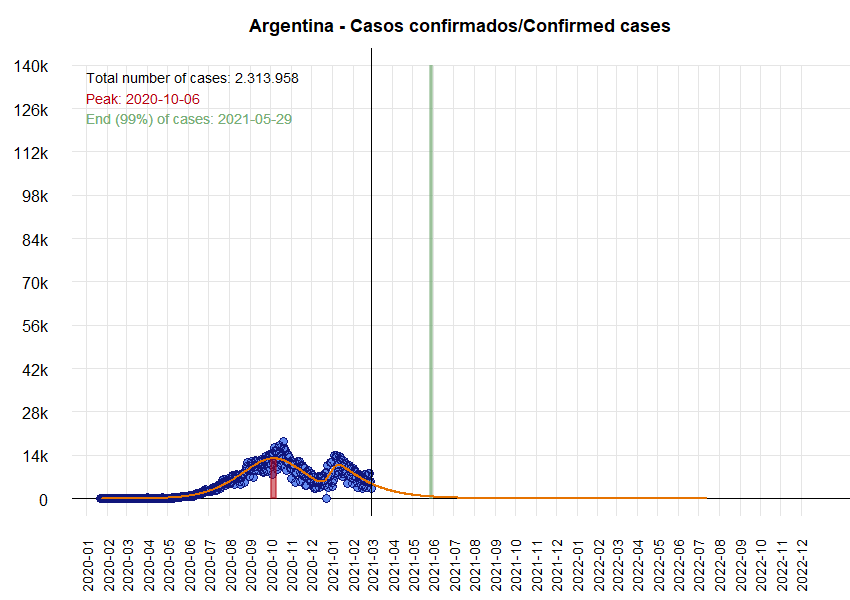 Argentina - Casos confirmados/Confirmed cases
140k
126k
112k
98k
84k
70k
56k
42k
28k
14k
0
Total number of cases: 2.313.958
Peak: 2020-10-06
End (99%) of cases: 2021-05-29
2020-01
2020-02
2020-03
2020-04
2020-05
2020-06
2020-07
2020-08
2020-09
2020-10
2020-11
2020-12
2021-01
2021-02
2021-03
2021-04
2021-05
2021-06
2021-07
2021-08
2021-09
2021-10
2021-11
2021-12
2022-01
2022-02
2022-03
2022-04
2022-05
2022-06
2022-07
2022-08
2022-09
2022-10
2022-11
2022-12